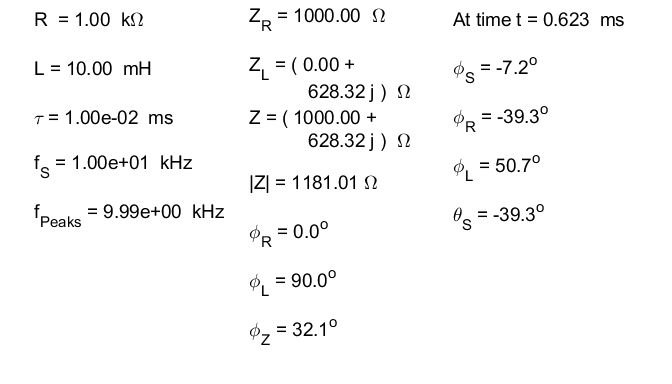 R = 1.00 kΩ
L = 10.00 mH
τ = 1.00e-02 ms
f_S = 1.00e+01 kHz
f_Peaks = 9.99e+00 kHz
Z_R = 1000.00 Ω
Z_L = ( 0.00 +
628.32 j ) Ω
Z = ( 1000.00 +
628.32 j ) Ω
|Z| = 1181.01 Ω
ϕ_R = 0.0°
ϕ_L = 90.0°
ϕ_Z = 32.1°
At time t = 0.623 ms
ϕ_S = -7.2°
ϕ_R = -39.3°
ϕ_L = 50.7°
θ_S = -39.3°